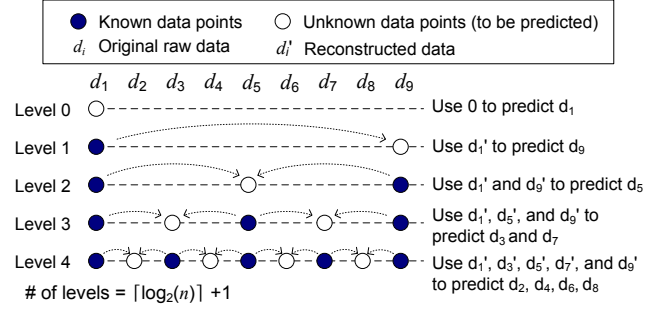 Known data points Unknown data points (to be predicted)
dᵢ Original raw data dᵢ' Reconstructed data
d₁ d₂ d₃ d₄ d₅ d₆ d₇ d₈ d₉
Level 0 Use 0 to predict d₁
Level 1 Use d₁' to predict d₉
Level 2 Use d₁' and d₉' to predict d₅
Level 3 Use d₁', d₅', and d₉' to
predict d₃ and d₇
Level 4 Use d₁', d₃', d₅', d₇', and d₉'
to predict d₂, d₄, d₆, d₈
# of levels = ⌈log₂(n)⌉ +1